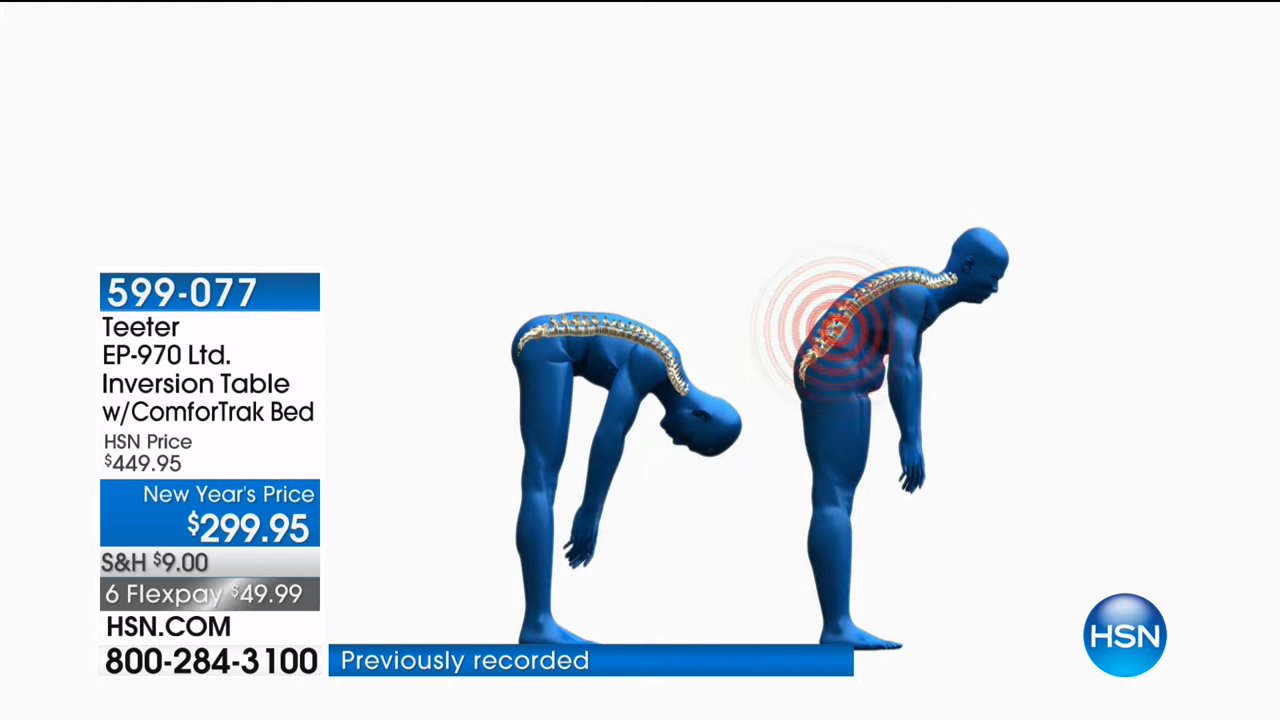 599-077
Teeter
EP-970 Ltd.
Inversion Table
w/ComforTrak Bed
HSN Price
$449.95
New Year's Price
$299.95
S&H $9.00
6 Flexpay $49.99
HSN.COM
800-284-3100
Previously recorded
HSN